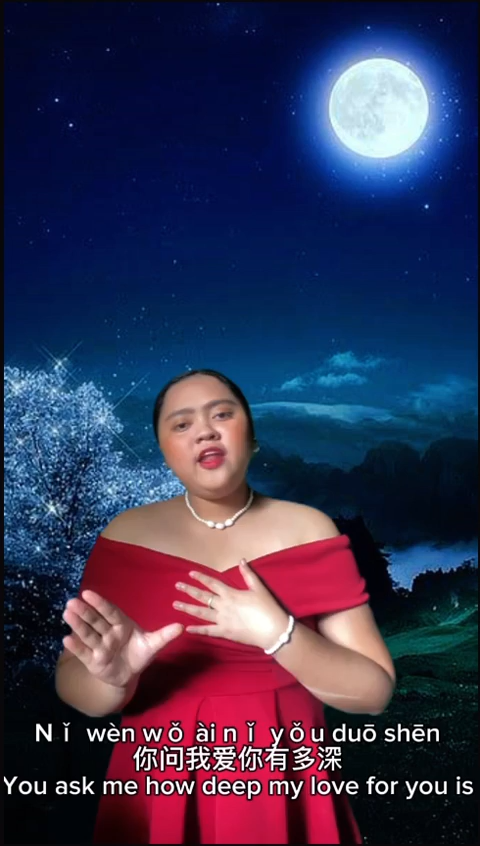 Nǐ wèn wǒ ài nǐ yǒu duō shēn
你问我爱你有多深
You ask me how deep my love for you is